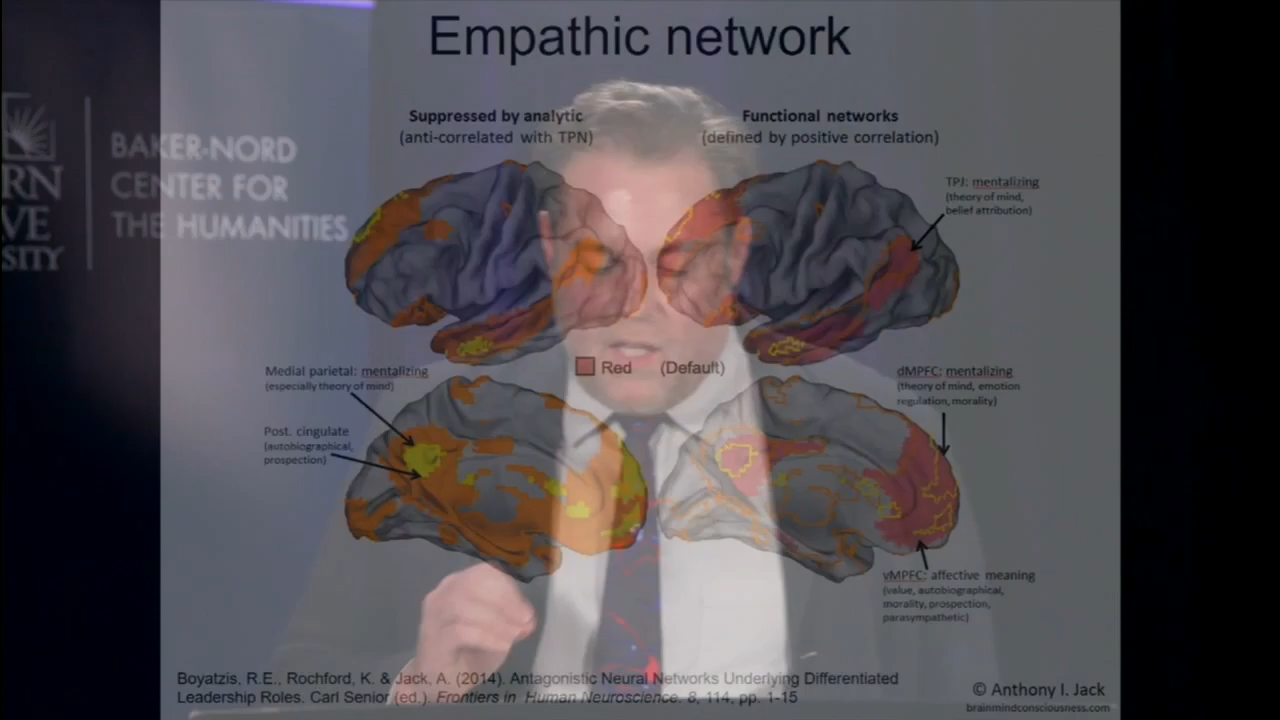 Empathic network
Suppressed by analytic
(anti-correlated with TPN)
Functional networks
(defined by positive correlation)
TPJ: mentalizing
(theory of mind,
belief attribution)
RN
VE
SITY
BAKER-NORD
CENTER FOR
THE HUMANITIES
Red (Default)
Medial parietal: mentalizing
(especially theory of mind)
Post. cingulate
(autobiographical,
prospection)
dMPFC: mentalizing
(theory of mind, emotion
regulation, morality)
vMPFC: affective meaning
(value, autobiographical,
morality, prospection,
parasympathetic)
Boyatzis, R.E., Rochford, K. & Jack, A. (2014). Antagonistic Neural Networks Underlying Differentiated
Leadership Roles. Carl Senior (ed.). Frontiers in Human Neuroscience. 8, 114, pp. 1-15
© Anthony I. Jack
brainmindconsciousness.com